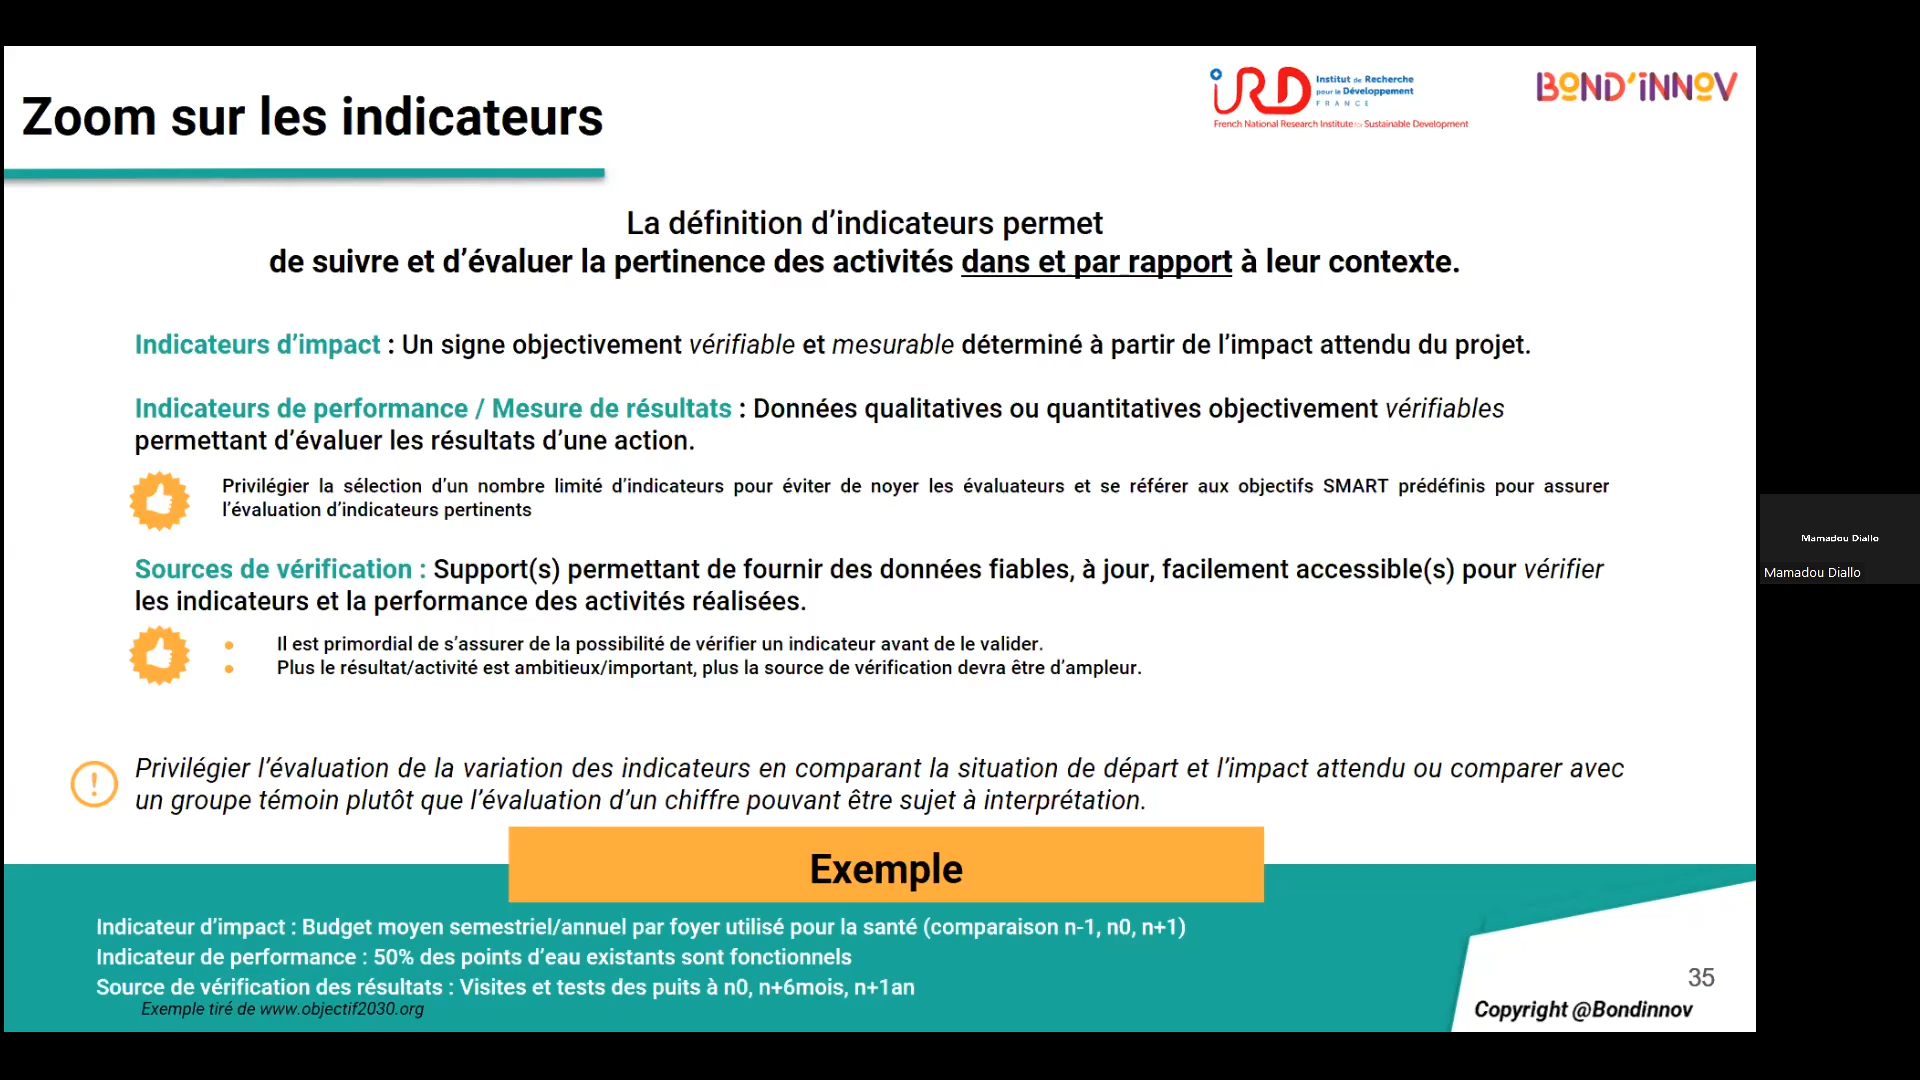 Zoom sur les indicateurs
iRD
Institut de Recherche
pour le Développement
FRANCE
French National Research Institute for Sustainable Development
BOND'iNNOV
La définition d’indicateurs permet
de suivre et d’évaluer la pertinence des activités dans et par rapport à leur contexte.
Indicateurs d’impact : Un signe objectivement vérifiable et mesurable déterminé à partir de l’impact attendu du projet.
Indicateurs de performance / Mesure de résultats : Données qualitatives ou quantitatives objectivement vérifiables
permettant d’évaluer les résultats d’une action.
Privilégier la sélection d’un nombre limité d’indicateurs pour éviter de noyer les évaluateurs et se référer aux objectifs SMART prédéfinis pour assurer
l’évaluation d’indicateurs pertinents
Sources de vérification : Support(s) permettant de fournir des données fiables, à jour, facilement accessible(s) pour vérifier
les indicateurs et la performance des activités réalisées.
● Il est primordial de s’assurer de la possibilité de vérifier un indicateur avant de le valider.
● Plus le résultat/activité est ambitieux/important, plus la source de vérification devra être d’ampleur.
Privilégier l’évaluation de la variation des indicateurs en comparant la situation de départ et l’impact attendu ou comparer avec
un groupe témoin plutôt que l’évaluation d’un chiffre pouvant être sujet à interprétation.
Exemple
Indicateur d’impact : Budget moyen semestriel/annuel par foyer utilisé pour la santé (comparaison n-1, n0, n+1)
Indicateur de performance : 50% des points d’eau existants sont fonctionnels
Source de vérification des résultats : Visites et tests des puits à n0, n+6mois, n+1an
Exemple tiré de www.objectif2030.org
35
Copyright @Bondinnov
Mamadou Diallo
Mamadou Diallo